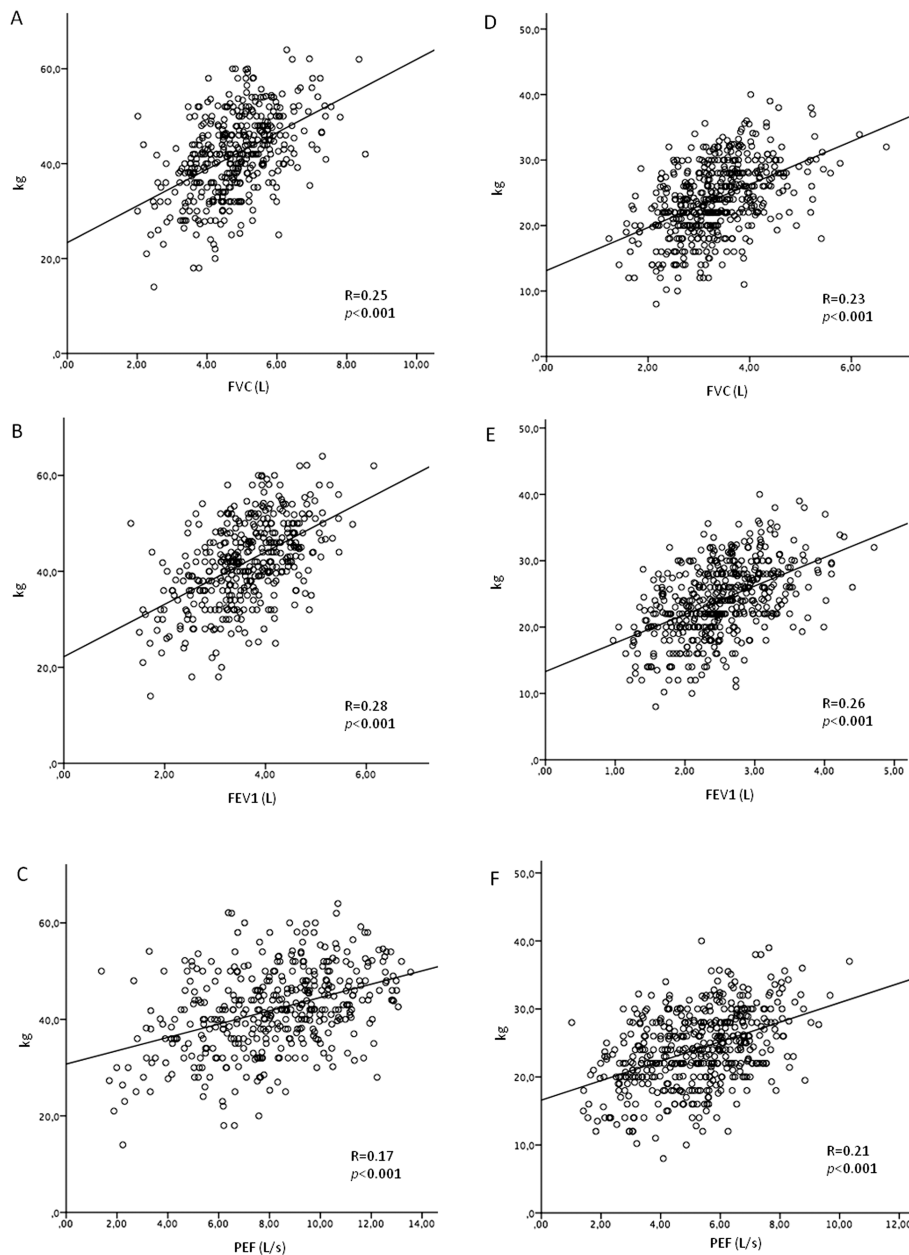 A
60,0
40,0
20,0
,0
kg
,00 2,00 4,00 6,00 8,00 10,00
FVC (L)
R=0.25
p<0.001
D
50,0
40,0
30,0
20,0
10,0
,0
kg
,00 2,00 4,00 6,00
FVC (L)
R=0.23
p<0.001
B
60,0
40,0
20,0
,0
kg
,00 2,00 4,00 6,00
FEV1 (L)
R=0.28
p<0.001
E
50,0
40,0
30,0
20,0
10,0
,0
kg
,00 1,00 2,00 3,00 4,00 5,00
FEV1 (L)
R=0.26
p<0.001
C
60,0
40,0
20,0
,0
kg
,00 2,00 4,00 6,00 8,00 10,00 12,00 14,00
PEF (L/s)
R=0.17
p<0.001
F
50,0
40,0
30,0
20,0
10,0
,0
kg
,00 2,00 4,00 6,00 8,00 10,00 12,00
PEF (L/s)
R=0.21
p<0.001